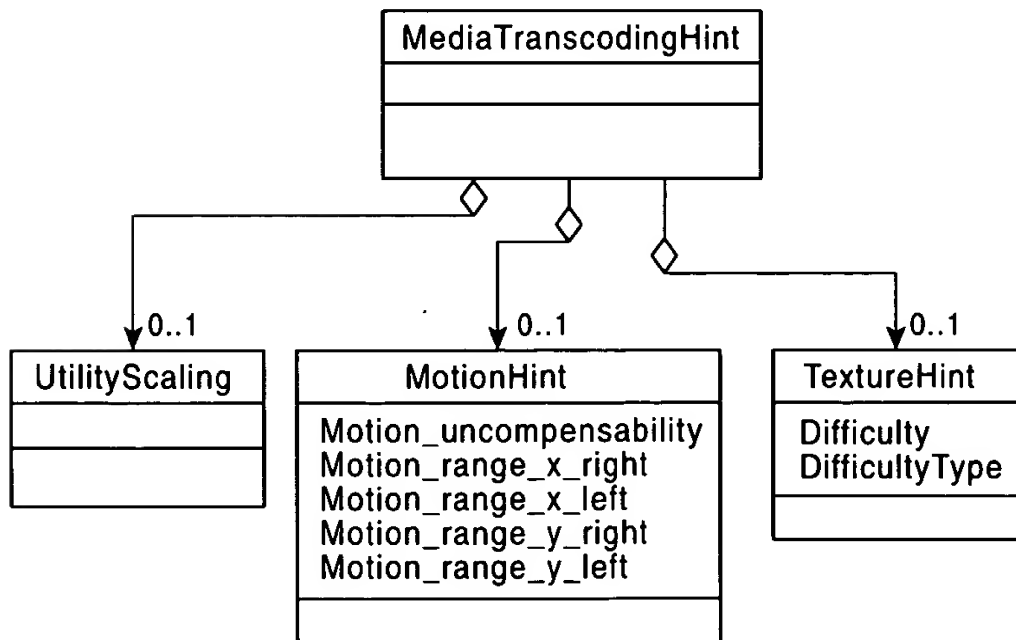 MediaTranscodingHint
0..1
0..1
0..1
UtilityScaling
MotionHint
TextureHint
Motion_uncompensability
Motion_range_x_right
Motion_range_x_left
Motion_range_y_right
Motion_range_y_left
Difficulty
DifficultyType